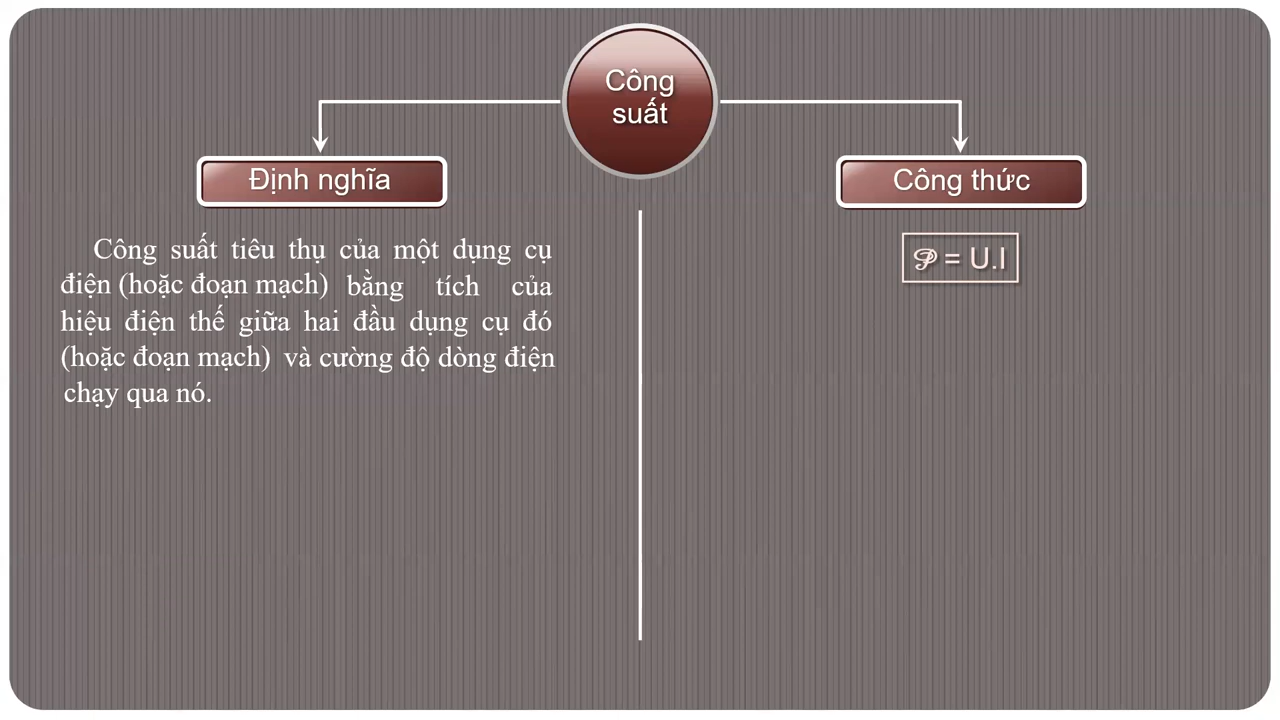 Công
suất
Định nghĩa
Công suất tiêu thụ của một dụng cụ
điện (hoặc đoạn mạch) bằng tích của
hiệu điện thế giữa hai đầu dụng cụ đó
(hoặc đoạn mạch) và cường độ dòng điện
chạy qua nó.
Công thức
𝒫 = U.I